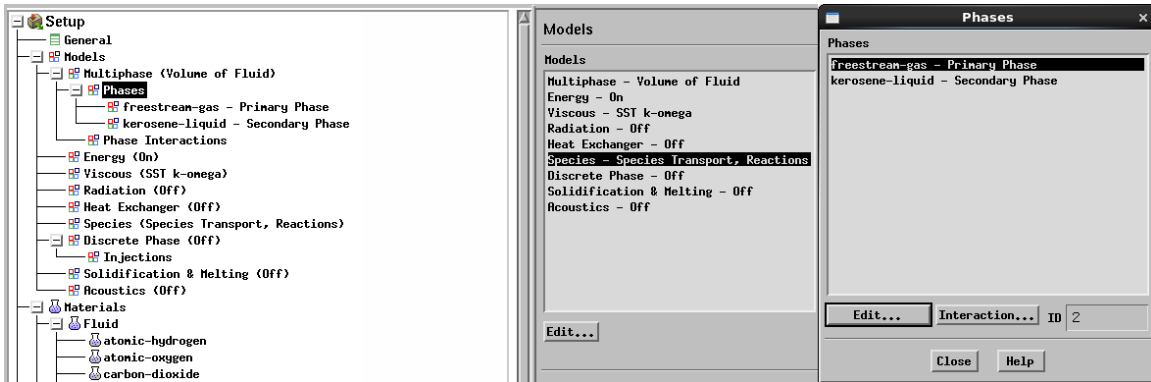 Setup
General
Models
Multiphase (Volume of Fluid)
Phases
freestream-gas - Primary Phase
kerosene-liquid - Secondary Phase
Phase Interactions
Energy (On)
Viscous (SST k-omega)
Radiation (Off)
Heat Exchanger (Off)
Species (Species Transport, Reactions)
Discrete Phase (Off)
Injections
Solidification & Melting (Off)
Acoustics (Off)
Materials
Fluid
atomic-hydrogen
atomic-oxygen
carbon-dioxide
Models
Models
Multiphase - Volume of Fluid
Energy - On
Viscous - SST k-omega
Radiation - Off
Heat Exchanger - Off
Species - Species Transport, Reactions
Discrete Phase - Off
Solidification & Melting - Off
Acoustics - Off
Edit...
Phases
Phases
freestream-gas - Primary Phase
kerosene-liquid - Secondary Phase
Edit... Interaction... ID 2
Close Help